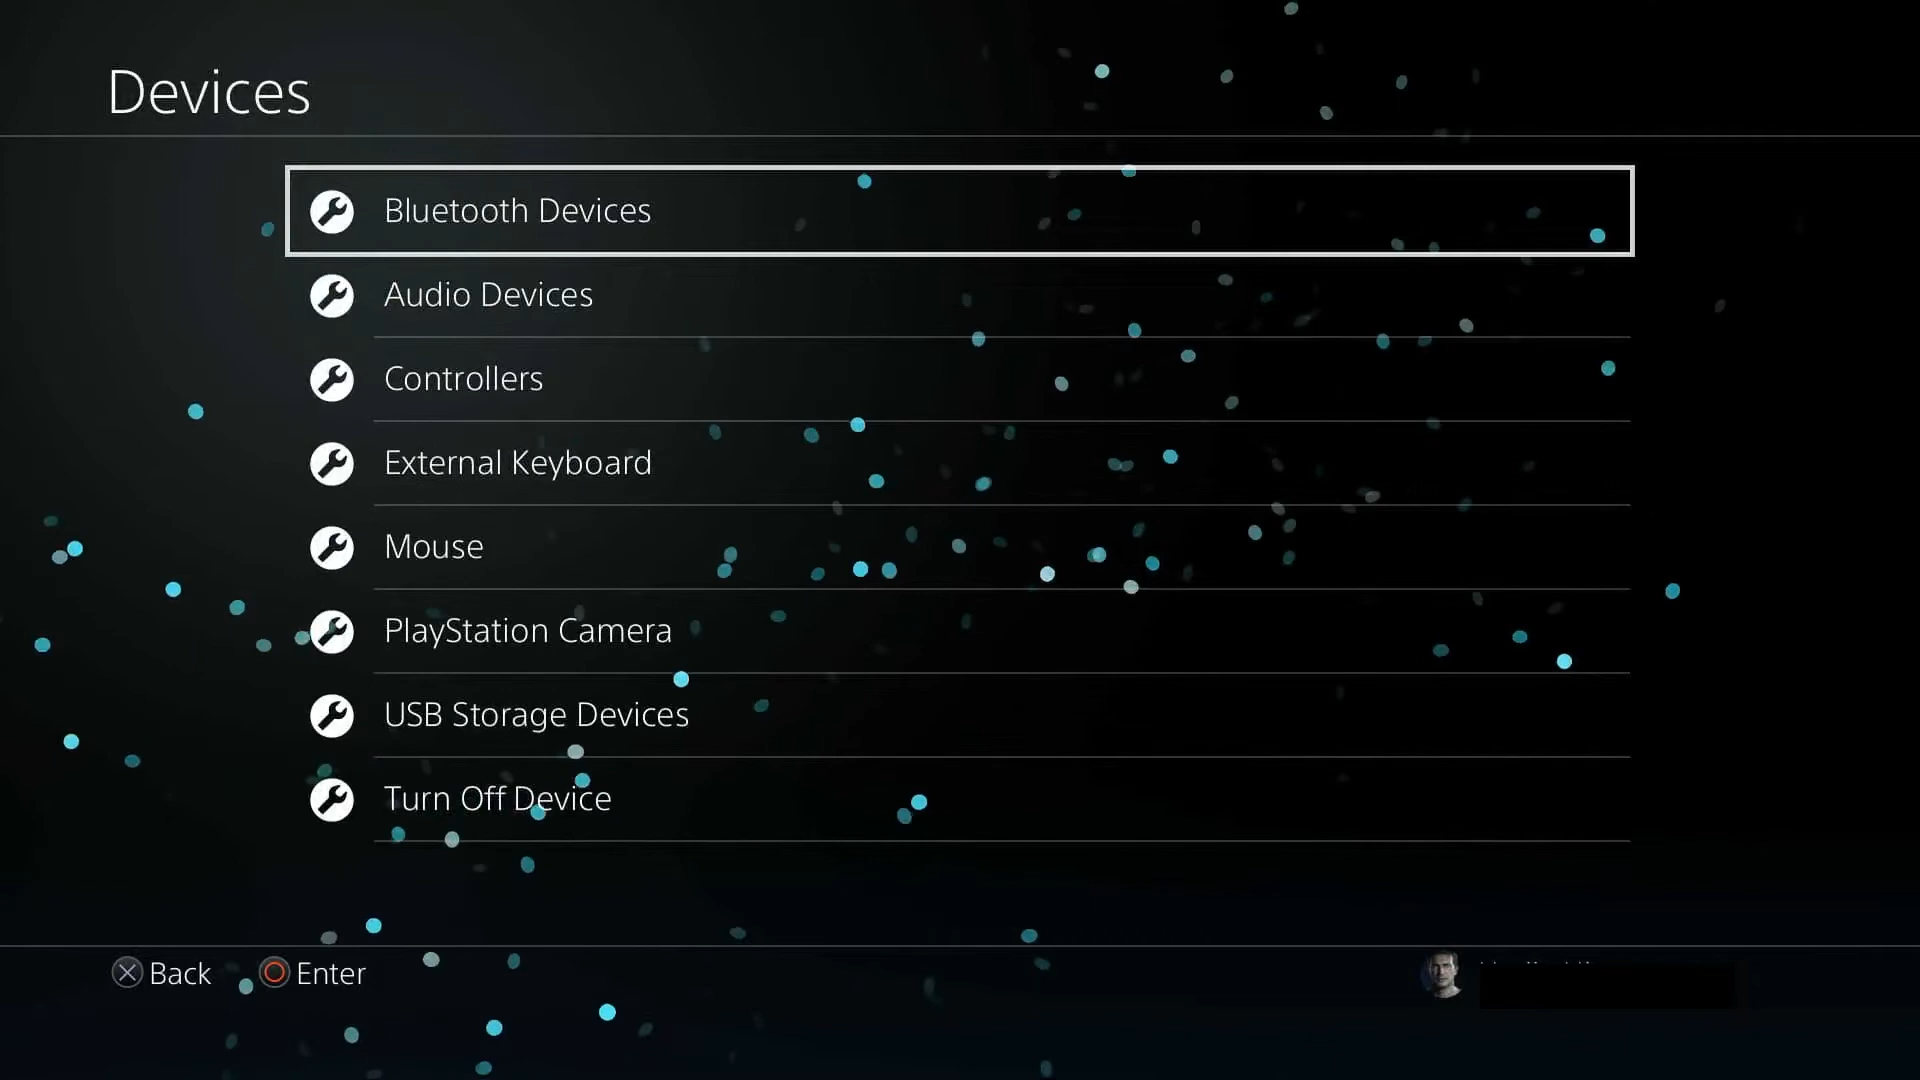 Devices
Bluetooth Devices
Audio Devices
Controllers
External Keyboard
Mouse
PlayStation Camera
USB Storage Devices
Turn Off Device
Back Enter